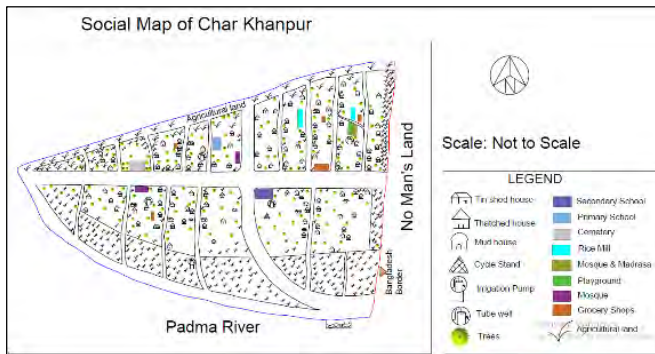 Social Map of Char Khanpur
Agricultural land
No Man's Land
Bangladesh
Border
Padma River
N
Scale: Not to Scale
LEGEND
Tin shed house
Thatched house
Mud house
Cycle Stand
Irrigation Pump
Tube well
Trees
Secondary School
Primary School
Cemetery
Rice Mill
Mosque & Madrasa
Playground
Mosque
Grocery Shops
Agricultural land